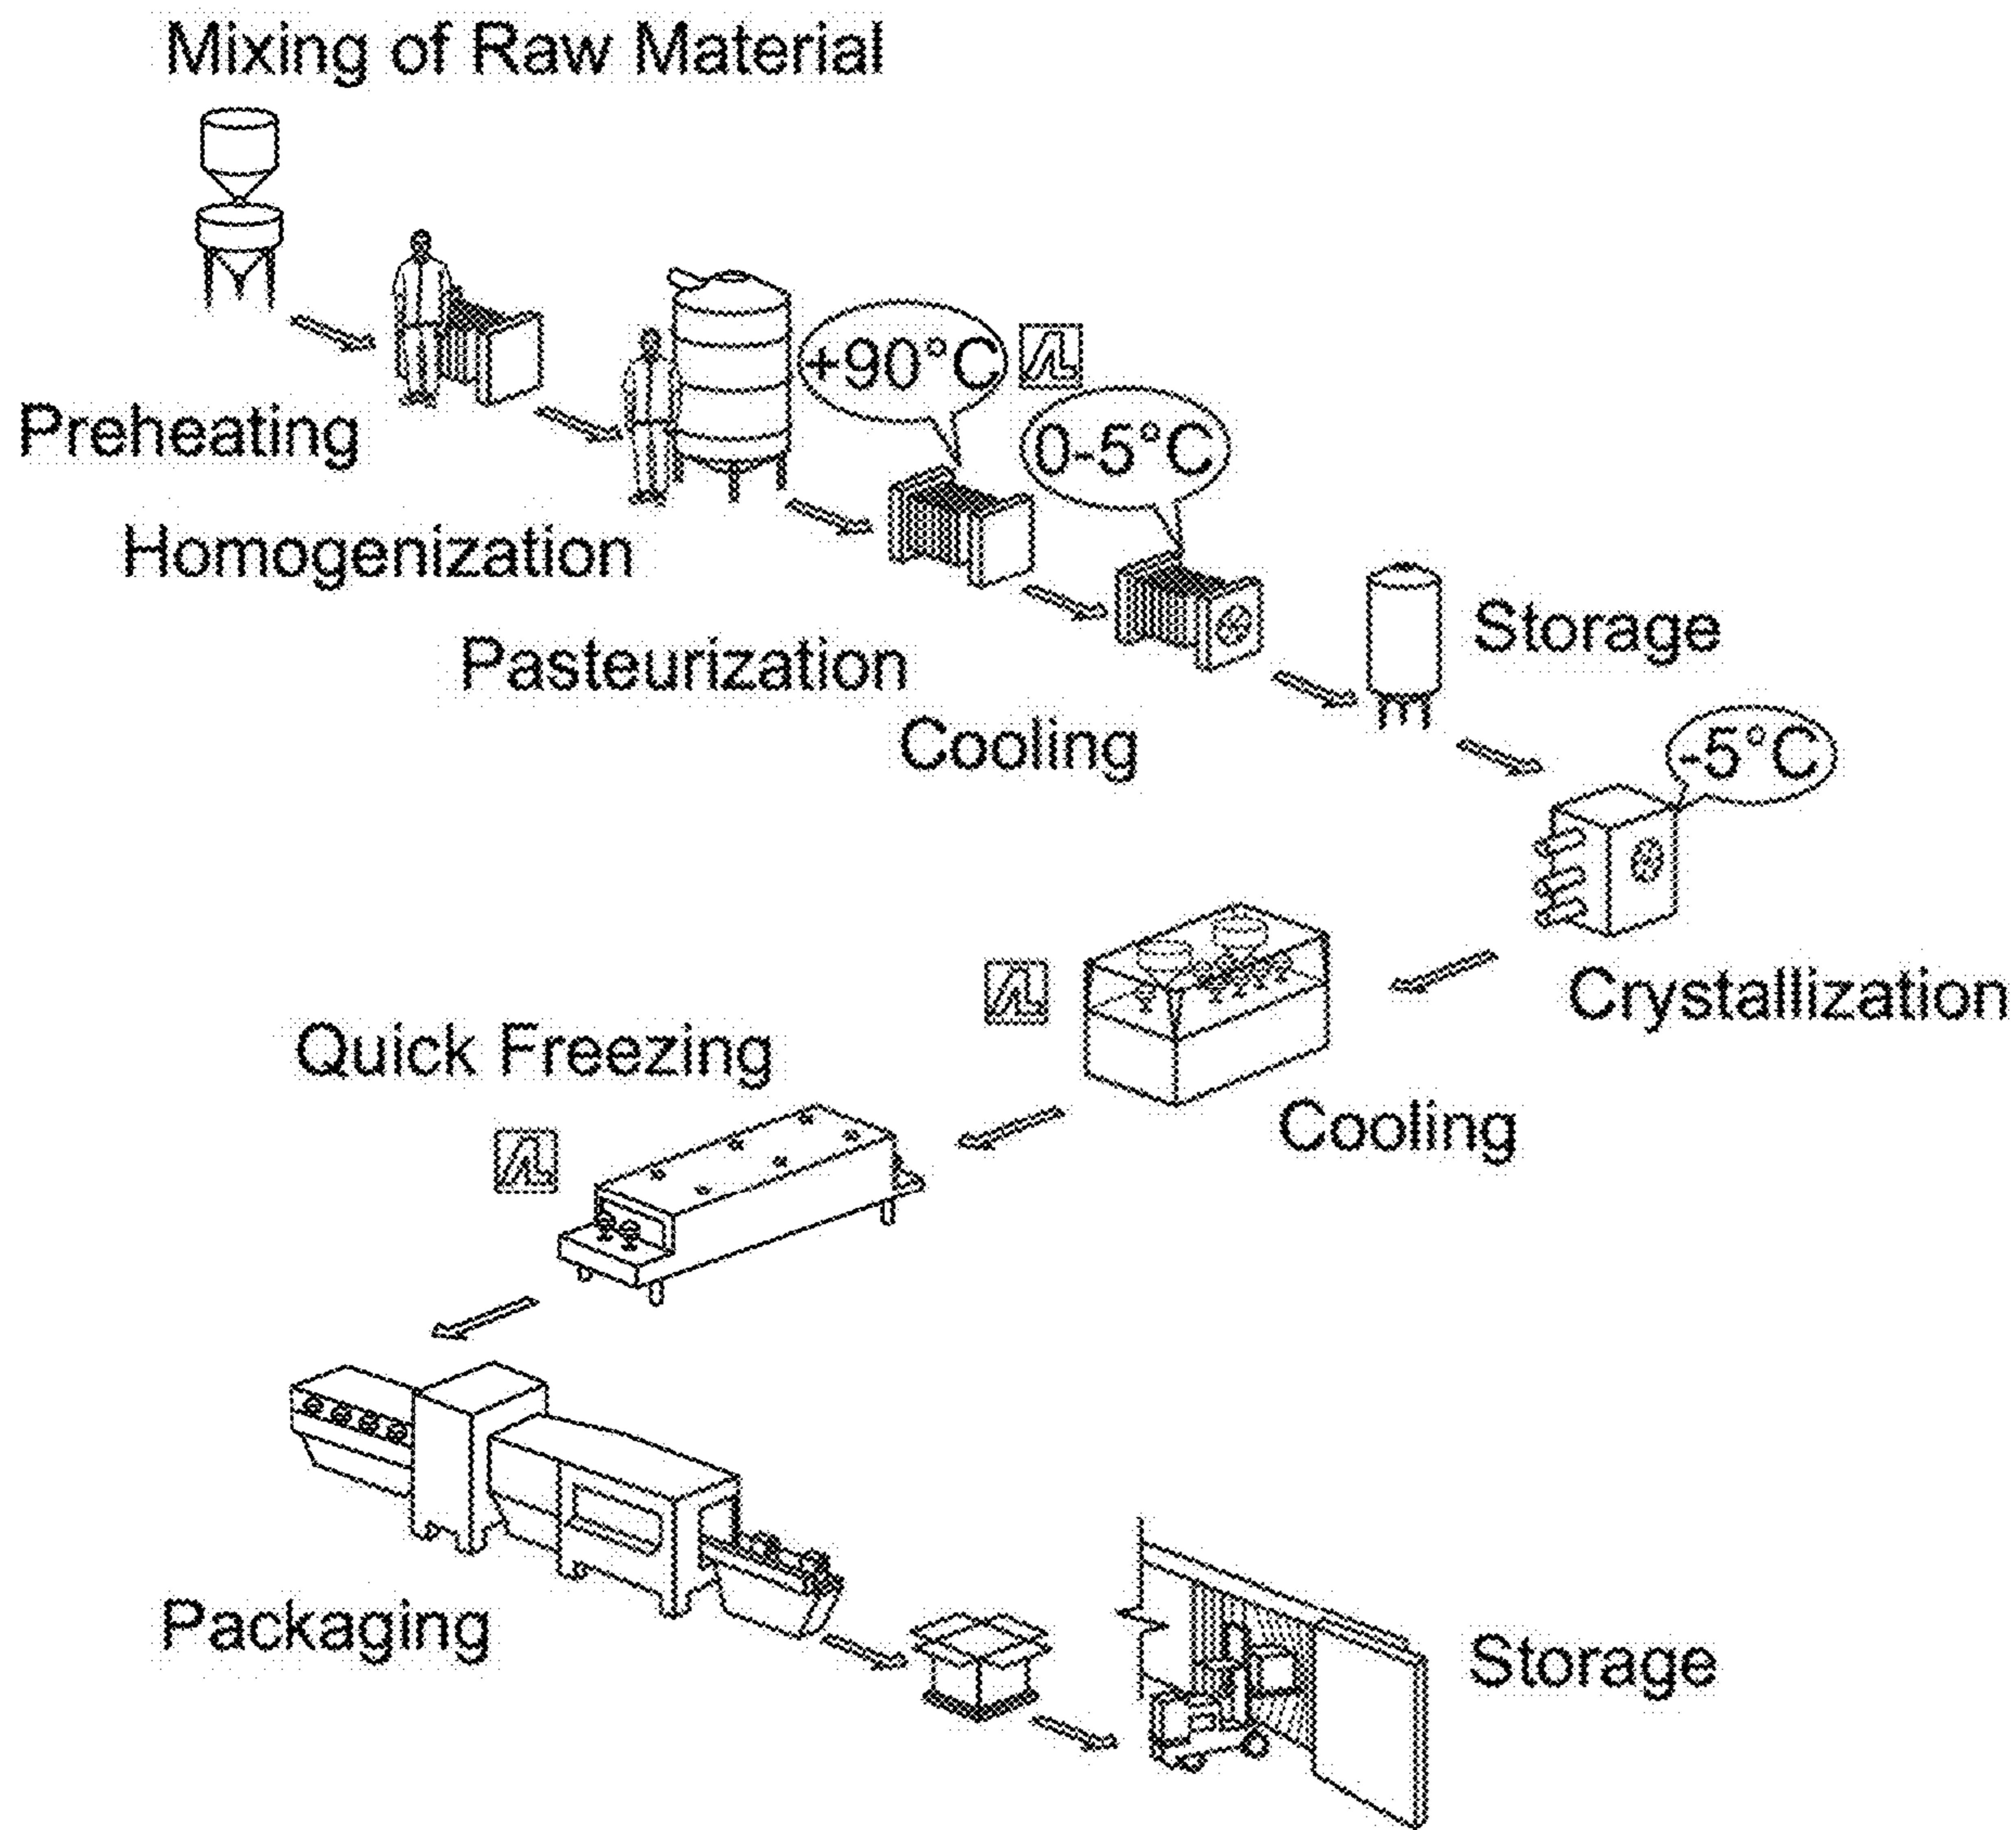 Mixing of Raw Material
Preheating
Homogenization
+90°C
Pasteurization
0-5°C
Cooling
Storage
-5°C
Crystallization
Cooling
Quick Freezing
Packaging
Storage